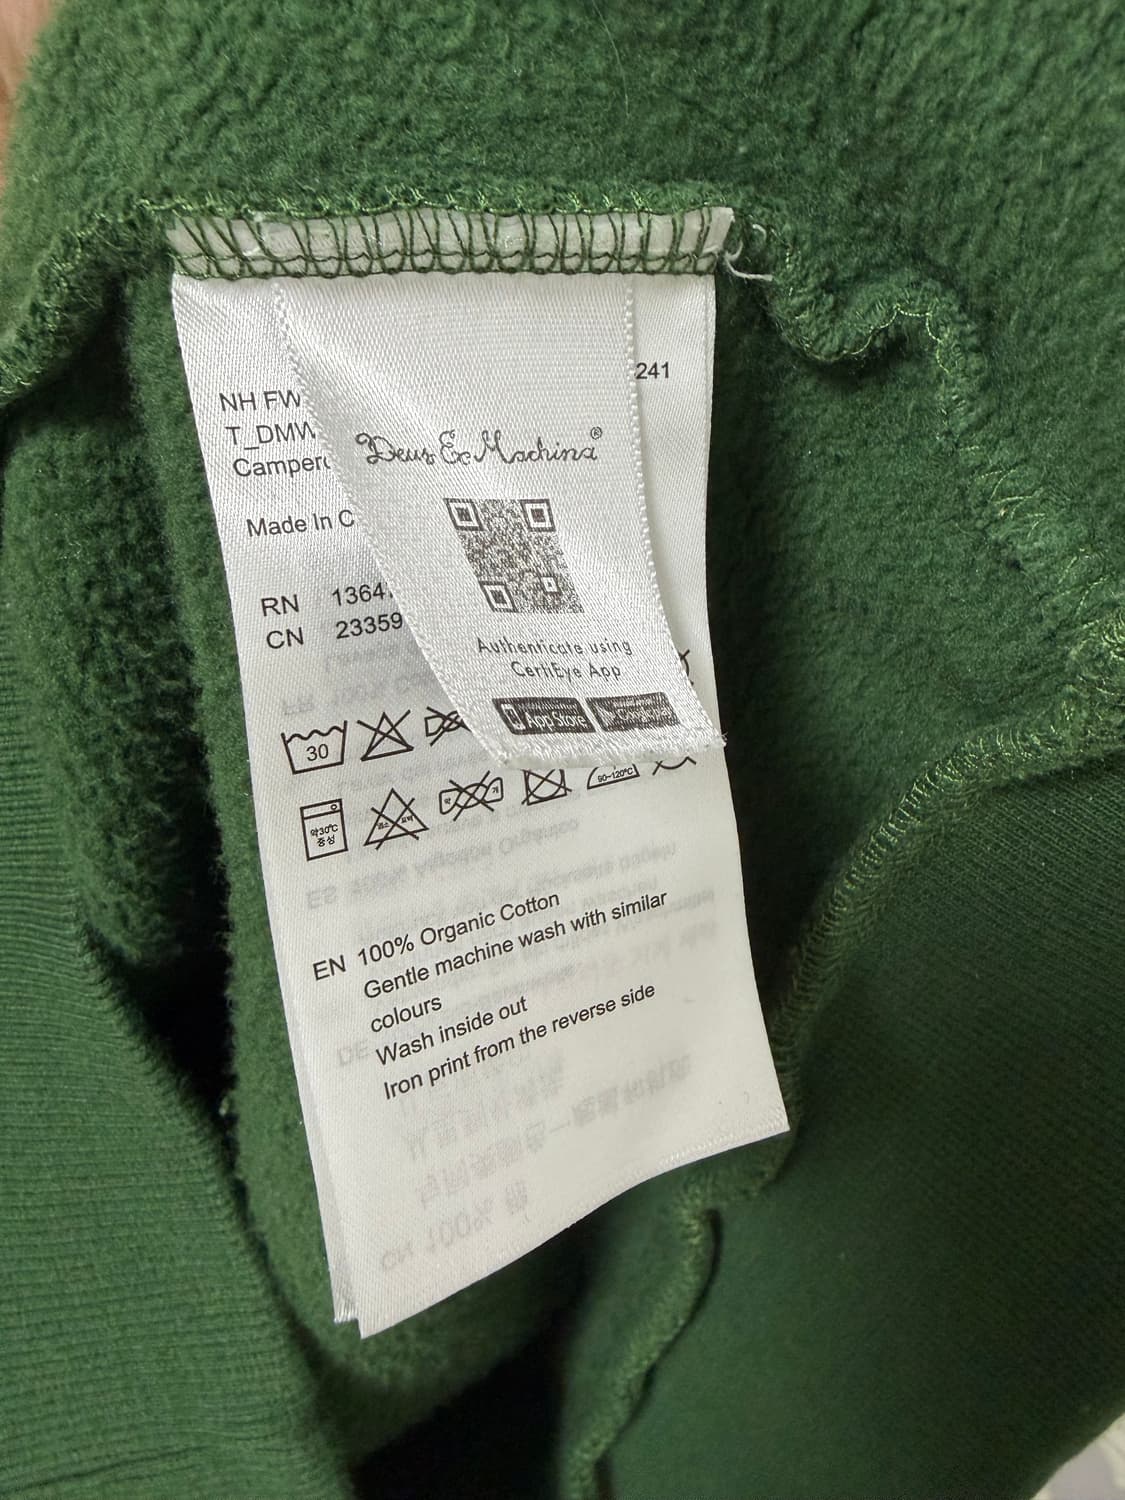 NH FW
241
T_DMW
Camper
Made In C
Deus Ex Machina®
Authenticate using
CertiEye App
App Store
RN 1364
CN 23359
30
약30℃
중성
90~120℃
EN 100% Organic Cotton
Gentle machine wash with similar
colours
Wash inside out
Iron print from the reverse side